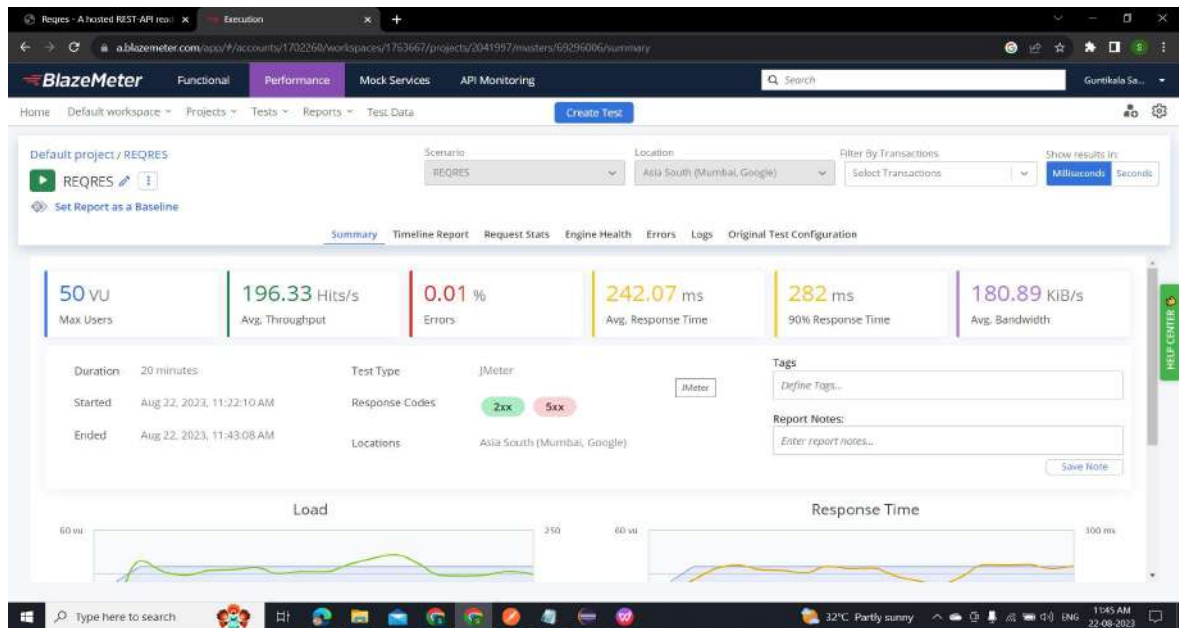 Reqres - A hosted REST-API read
Execution
a.blazemeter.com/app/#/accounts/1702260/workspaces/1763667/projects/2041997/masters/69296006/summary
BlazeMeter Functional Performance Mock Services API Monitoring Search Guntikala Sa...
Home Default workspace Projects Tests Reports Test Data Create Test
Default project / REQRES
Scenario Location Filter By Transactions Show results in:
REQRES REQRES Asia South (Mumbai, Google) Select Transactions Milliseconds Seconds
Set Report as a Baseline
Summary Timeline Report Request Stats Engine Health Errors Logs Original Test Configuration
50 VU 196.33 Hits/s 0.01 % 242.07 ms 282 ms 180.89 KiB/s
Max Users Avg. Throughput Errors Avg. Response Time 90% Response Time Avg. Bandwidth
HELP CENTER
Duration 20 minutes Test Type JMeter JMeter Tags
Define Tags...
Started Aug 22, 2023, 11:22:10 AM Response Codes 2xx 5xx
Report Notes:
Ended Aug 22, 2023, 11:43:08 AM Locations Asia South (Mumbai, Google) Enter report notes...
Save Note
Load Response Time
60 vu 250 60 vu 300 ms
Type here to search 32°C Partly sunny ENG 11:45 AM
22-08-2023